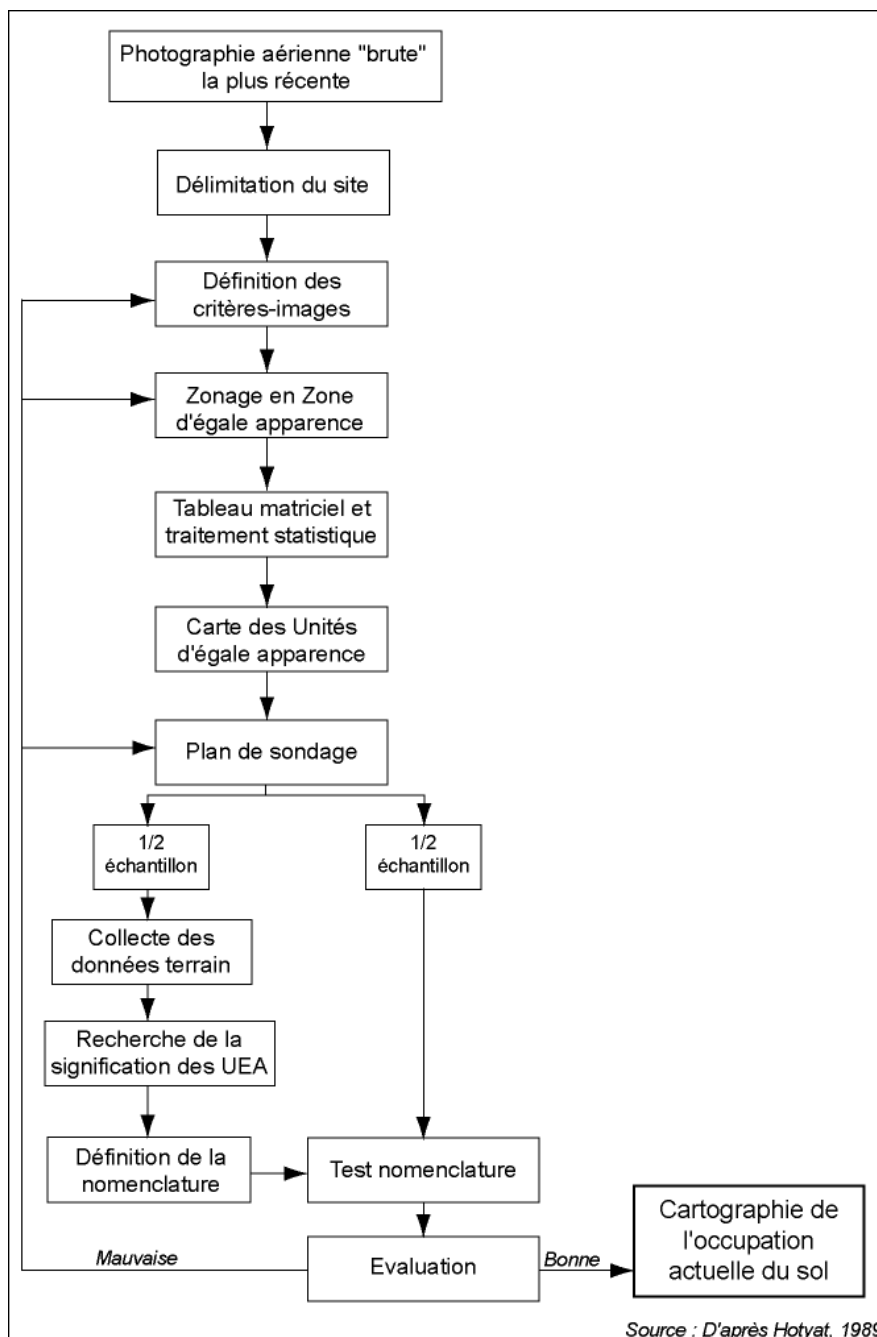 Photographie aérienne "brute"
la plus récente
Délimitation du site
Définition des
critères-images
Zonage en Zone
d'égale apparence
Tableau matriciel et
traitement statistique
Carte des Unités
d'égale apparence
Plan de sondage
1/2
échantillon
1/2
échantillon
Collecte des
données terrain
Recherche de la
signification des UEA
Définition de la
nomenclature
Test nomenclature
Cartographie de
l'occupation
actuelle du sol
Mauvaise
Evaluation
Bonne
Source : D'après Hotyat, 1989